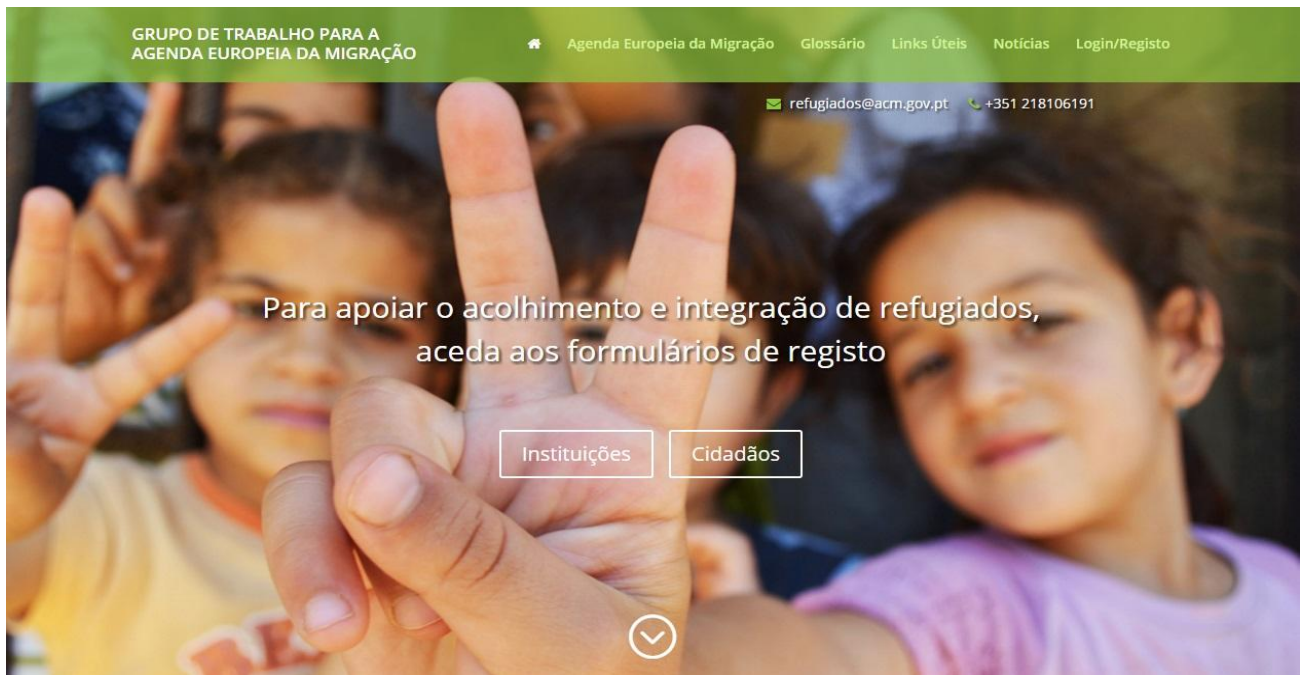 GRUPO DE TRABALHO PARA A
AGENDA EUROPEIA DA MIGRAÇÃO
Agenda Europeia da Migração Glossário Links Úteis Notícias Login/Registo
refugiados@acm.gov.pt +351 218106191
Para apoiar o acolhimento e integração de refugiados,
aceda aos formulários de registo
Instituições Cidadãos